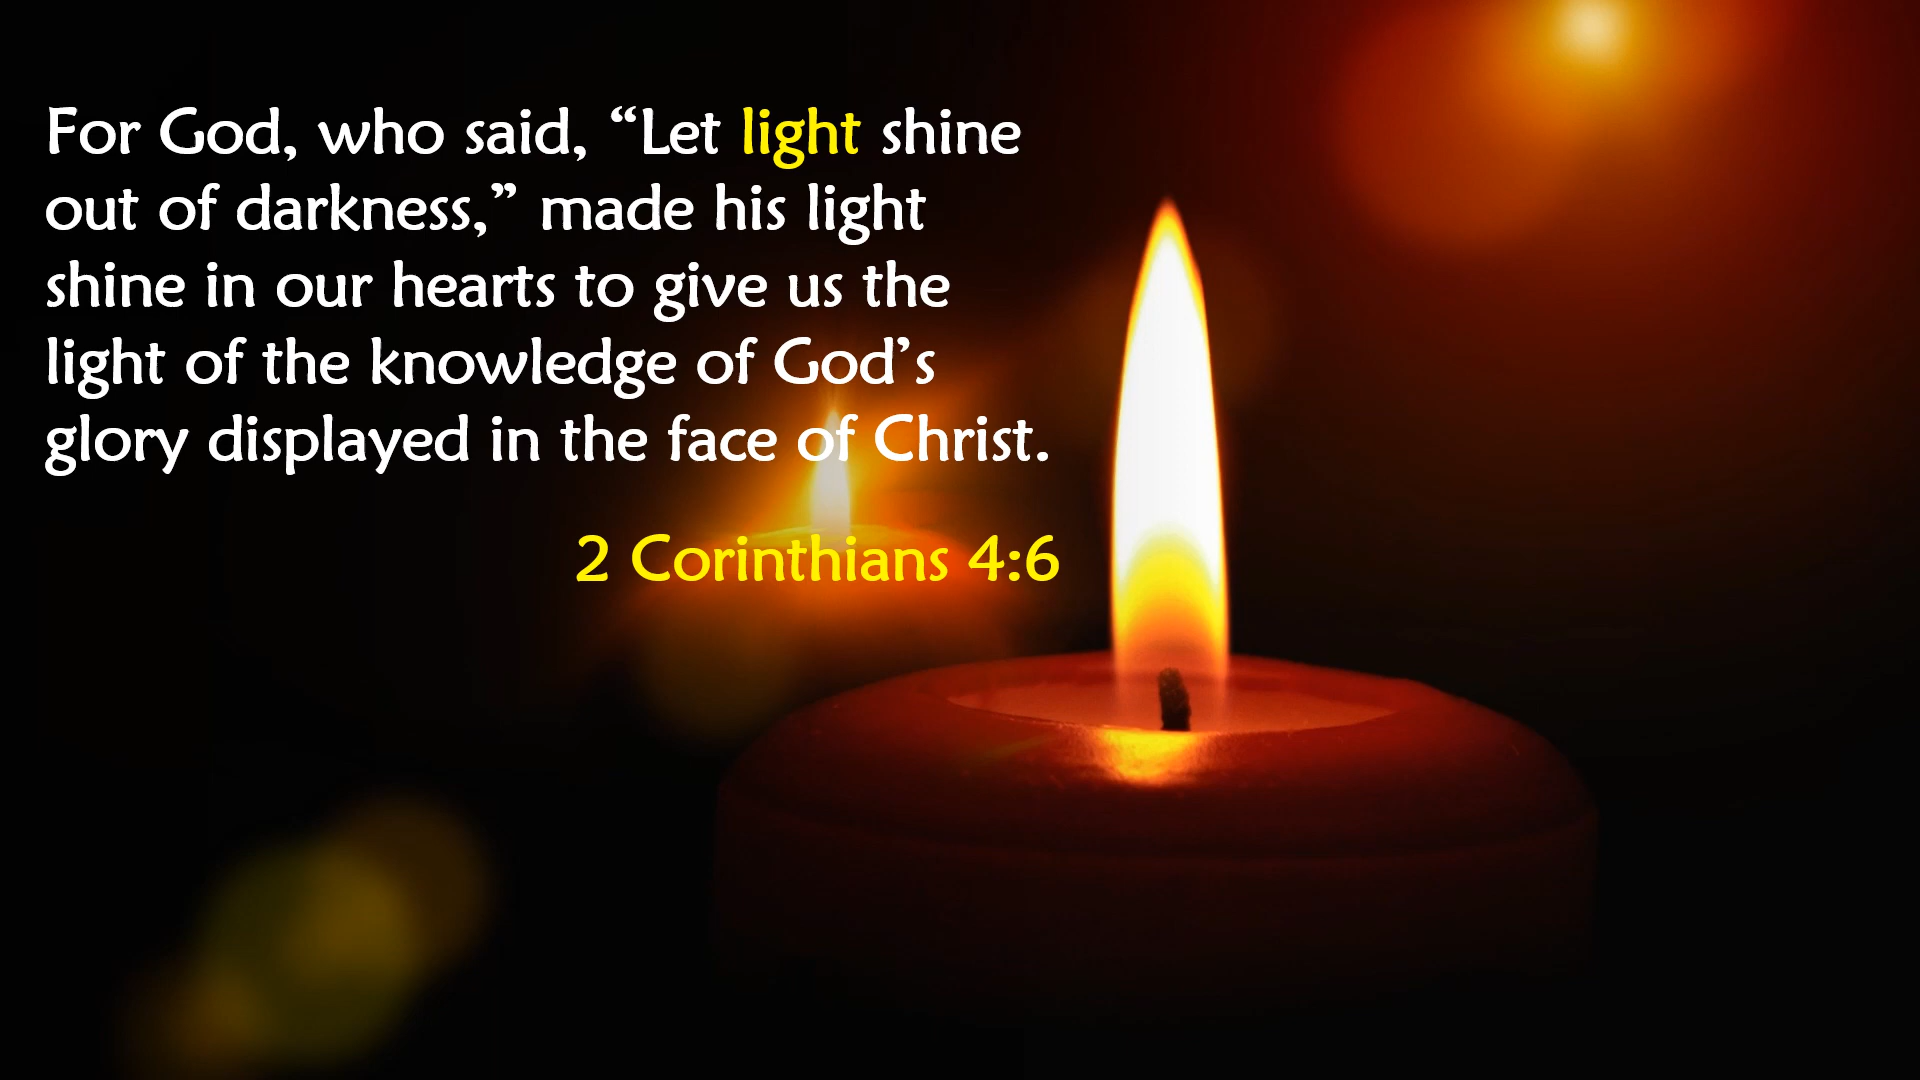 For God, who said, “Let light shine
out of darkness,” made his light
shine in our hearts to give us the
light of the knowledge of God’s
glory displayed in the face of Christ.
2 Corinthians 4:6